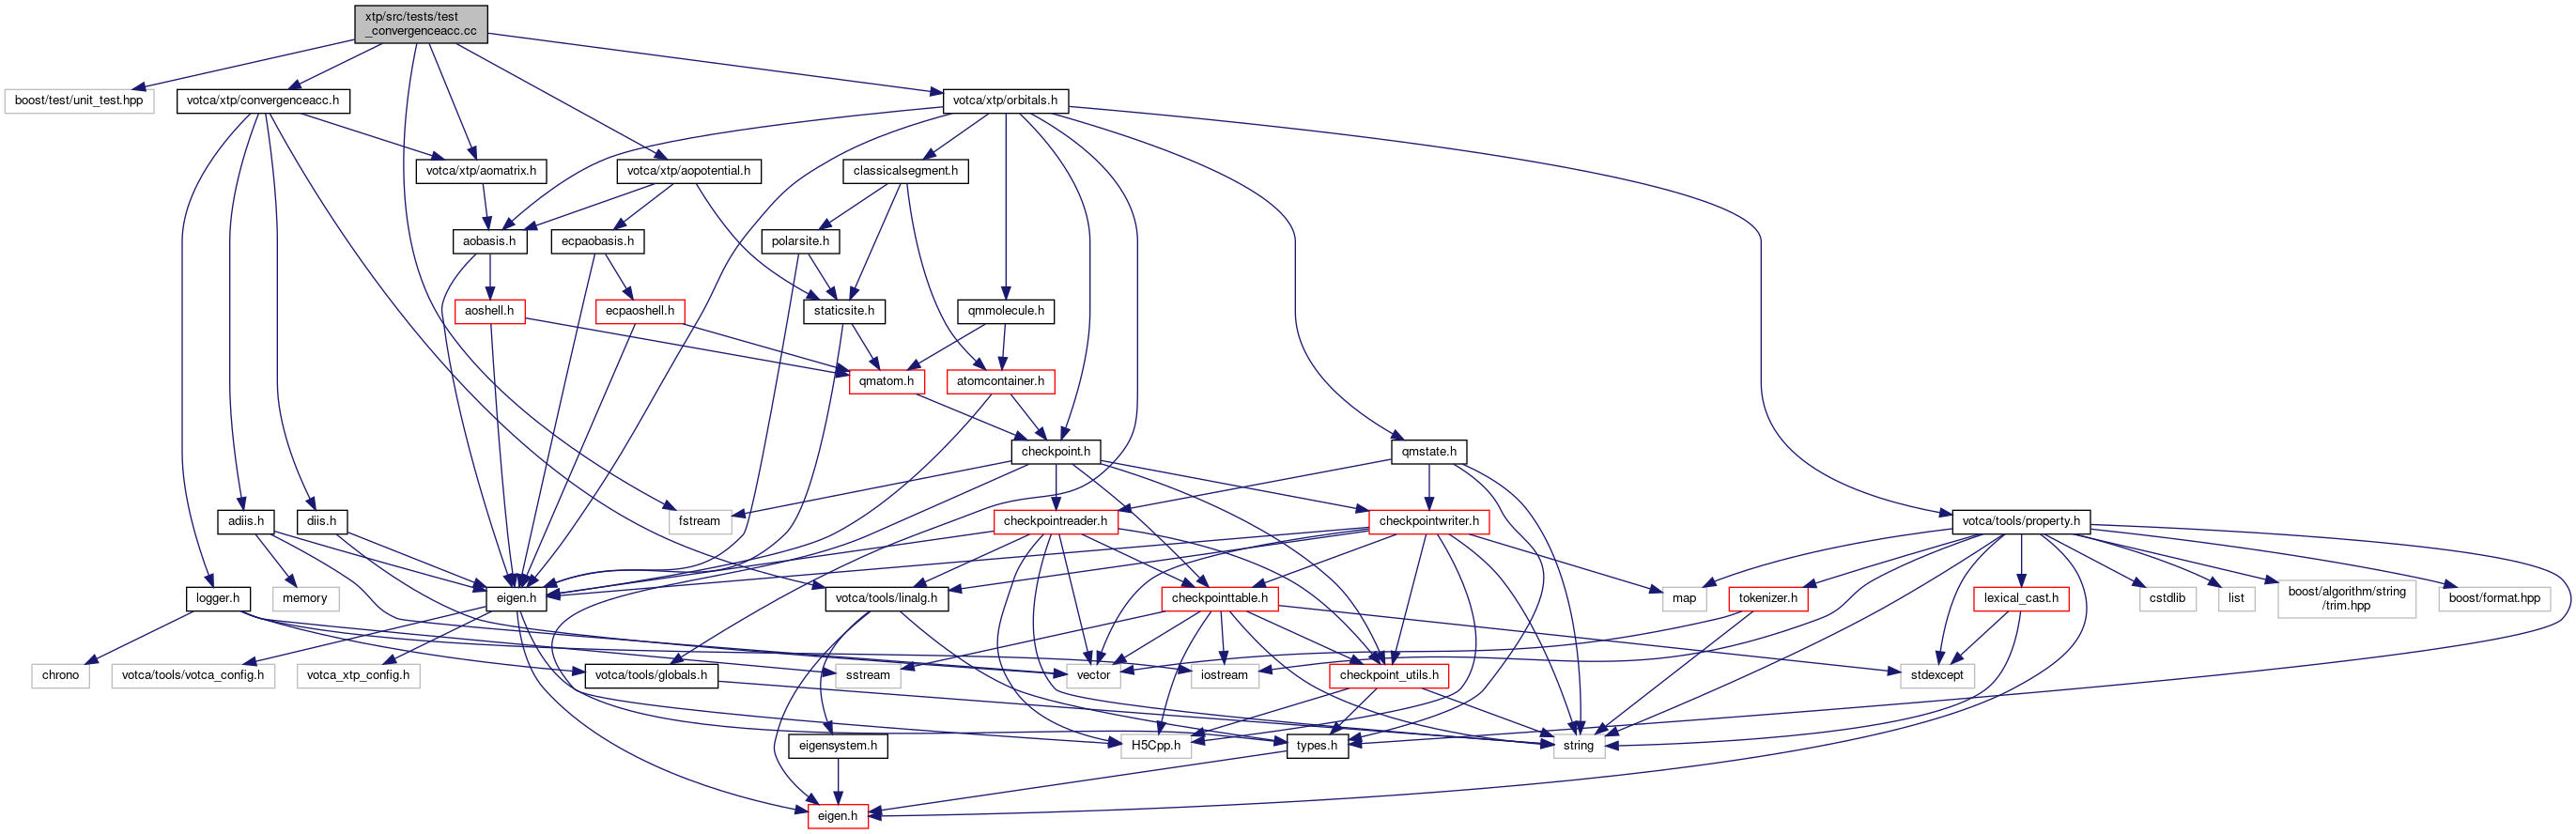 xtp/src/tests/test
_convergenceacc.cc
boost/test/unit_test.hpp
votca/xtp/convergenceacc.h
votca/xtp/orbitals.h
votca/xtp/aomatrix.h
votca/xtp/aopotential.h
classicalsegment.h
aobasis.h
ecpaobasis.h
polarsite.h
aoshell.h
ecpaoshell.h
staticsite.h
qmmolecule.h
qmatom.h
atomcontainer.h
checkpoint.h
qmstate.h
adiis.h
diis.h
fstream
checkpointreader.h
checkpointwriter.h
votca/tools/property.h
logger.h
memory
eigen.h
votca/tools/linalg.h
checkpointtable.h
map
tokenizer.h
lexical_cast.h
cstdlib
list
boost/algorithm/string
/trim.hpp
boost/format.hpp
chrono
votca/tools/votca_config.h
votca_xtp_config.h
votca/tools/globals.h
sstream
vector
iostream
checkpoint_utils.h
stdexcept
eigensystem.h
H5Cpp.h
types.h
string
eigen.h